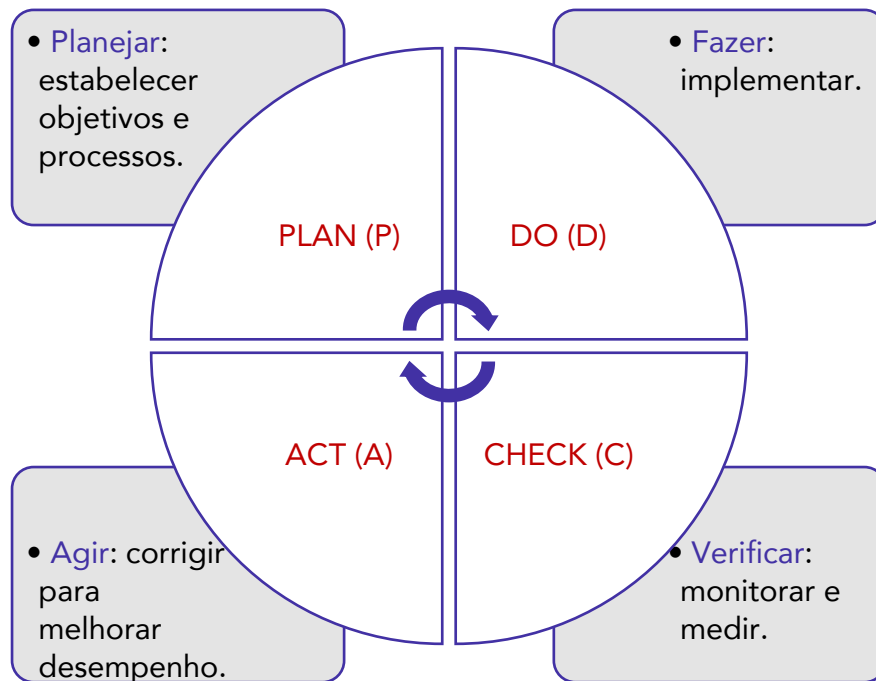 • Planejar:
estabelecer
objetivos e
processos.
• Fazer:
implementar.
PLAN (P)
DO (D)
ACT (A)
CHECK (C)
• Agir: corrigir
para
melhorar
desempenho.
• Verificar:
monitorar e
medir.